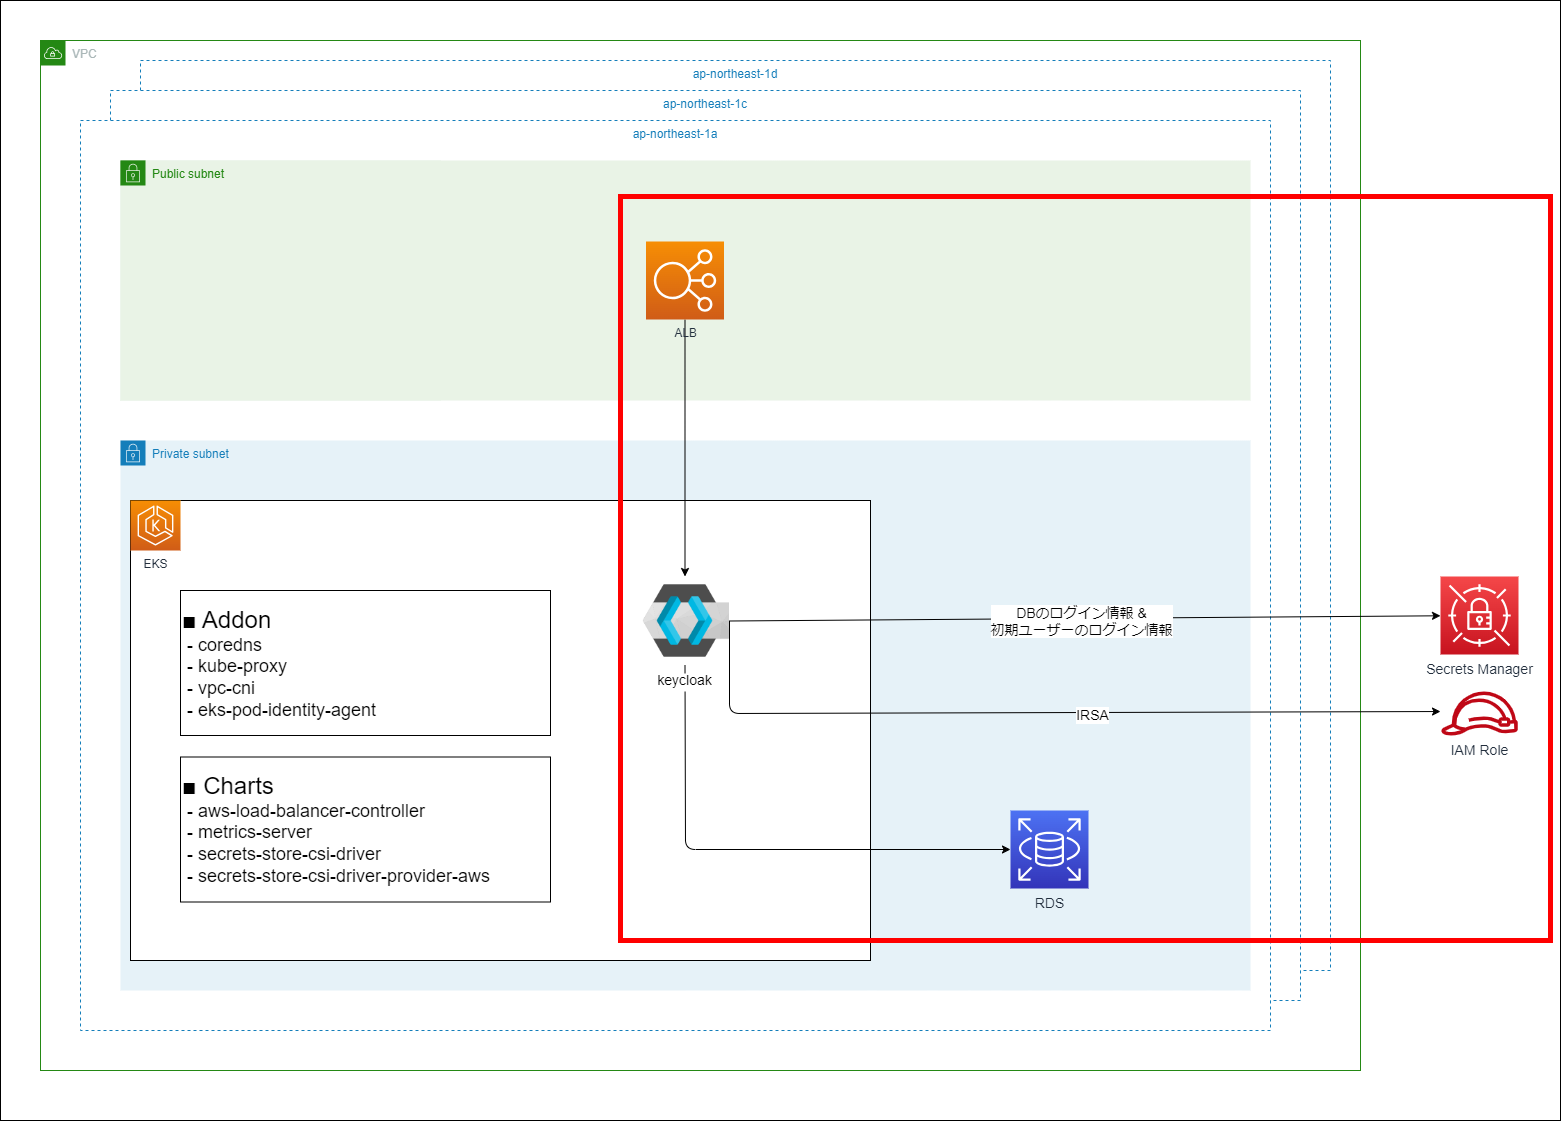 VPC
ap-northeast-1d
ap-northeast-1c
ap-northeast-1a
Public subnet
ALB
Private subnet
EKS
■ Addon
- coredns
- kube-proxy
- vpc-cni
- eks-pod-identity-agent
■ Charts
- aws-load-balancer-controller
- metrics-server
- secrets-store-csi-driver
- secrets-store-csi-driver-provider-aws
keycloak
DBのログイン情報 &
初期ユーザーのログイン情報
IRSA
Secrets Manager
IAM Role
RDS